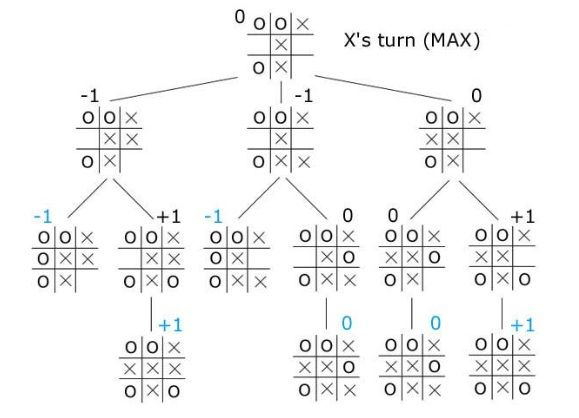 0 O O ×
X's turn (MAX)
×
O ×
-1 -1 0
O O × O O × O O ×
× × × × ×
O × O × × O ×
-1 +1 -1 0 0 +1
O O × O O × O O × O O × O O × O O ×
O × × × × O × × O × × O × ×
O × O × O O × × O × × O × O × O
+1 0 0 +1
O O × O O × O O × O O ×
× × × × × O × × O × × ×
O × O O × × O × × O × O